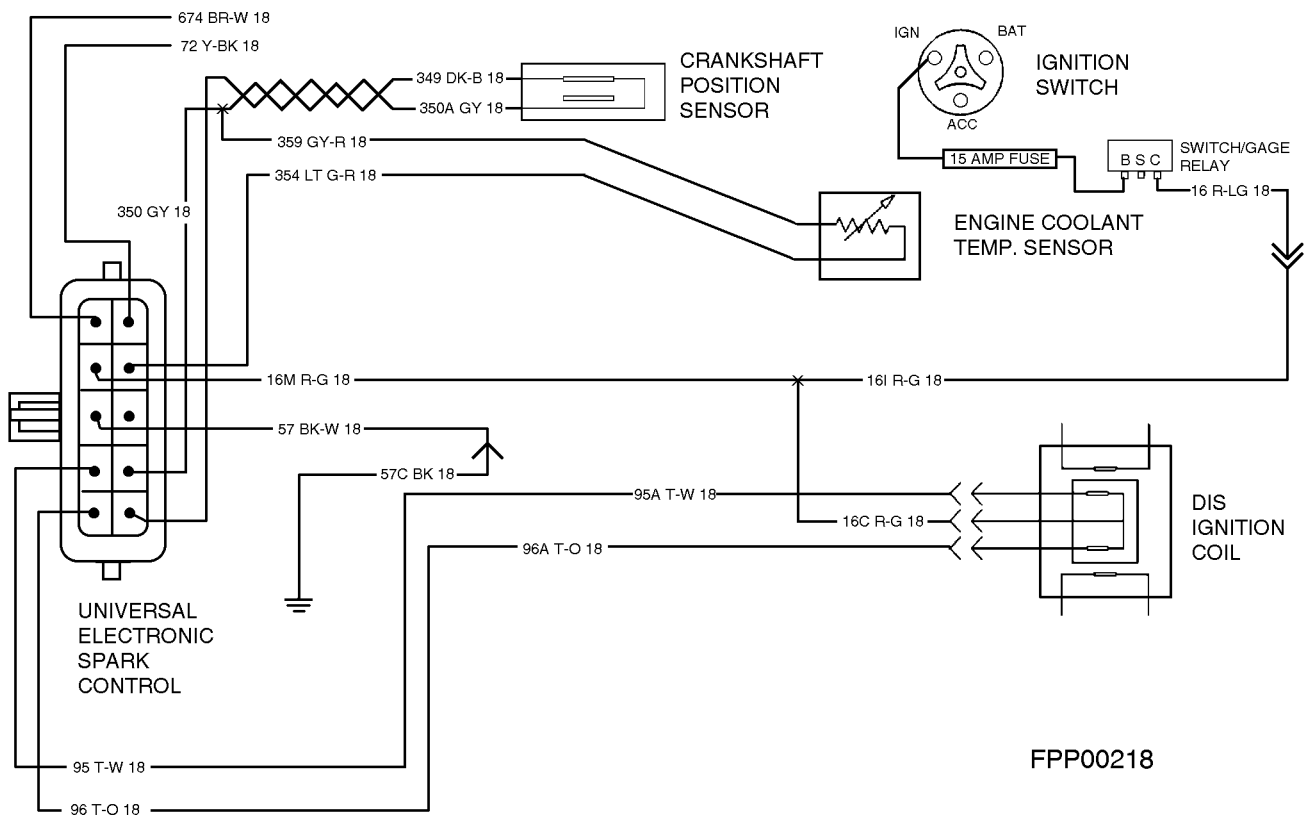 674 BR-W 18
72 Y-BK 18
349 DK-B 18
350A GY 18
CRANKSHAFT
POSITION
SENSOR
IGN
BAT
ACC
IGNITION
SWITCH
15 AMP FUSE
B S C
SWITCH/GAGE
RELAY
16 R-LG 18
359 GY-R 18
354 LT G-R 18
350 GY 18
ENGINE COOLANT
TEMP. SENSOR
16M R-G 18
16I R-G 18
57 BK-W 18
57C BK 18
95A T-W 18
16C R-G 18
96A T-O 18
DIS
IGNITION
COIL
UNIVERSAL
ELECTRONIC
SPARK
CONTROL
95 T-W 18
96 T-O 18
FPP00218